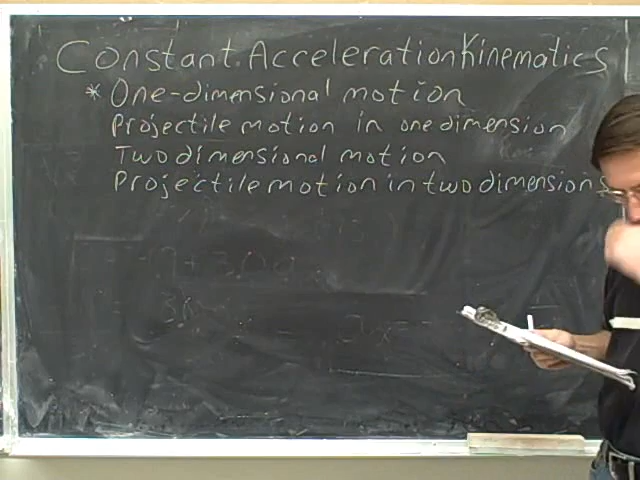 Constant Acceleration Kinematics
* One-dimensional motion
Projectile motion in one dimension
Two dimensional motion
Projectile motion in two dimensions